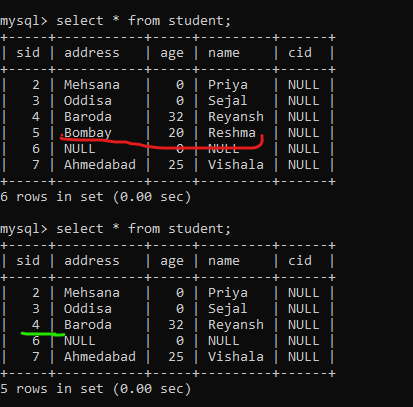 mysql> select * from student;
+-----+-----------+-----+---------+------+
| sid | address | age | name | cid |
+-----+-----------+-----+---------+------+
| 2 | Mehsana | 0 | Priya | NULL |
| 3 | Oddisa | 0 | Sejal | NULL |
| 4 | Baroda | 32 | Reyansh | NULL |
| 5 | Bombay | 20 | Reshma | NULL |
| 6 | NULL | 0 | NULL | NULL |
| 7 | Ahmedabad | 25 | Vishala | NULL |
+-----+-----------+-----+---------+------+
6 rows in set (0.00 sec)
mysql> select * from student;
+-----+-----------+-----+---------+------+
| sid | address | age | name | cid |
+-----+-----------+-----+---------+------+
| 2 | Mehsana | 0 | Priya | NULL |
| 3 | Oddisa | 0 | Sejal | NULL |
| 4 | Baroda | 32 | Reyansh | NULL |
| 6 | NULL | 0 | NULL | NULL |
| 7 | Ahmedabad | 25 | Vishala | NULL |
+-----+-----------+-----+---------+------+
5 rows in set (0.00 sec)